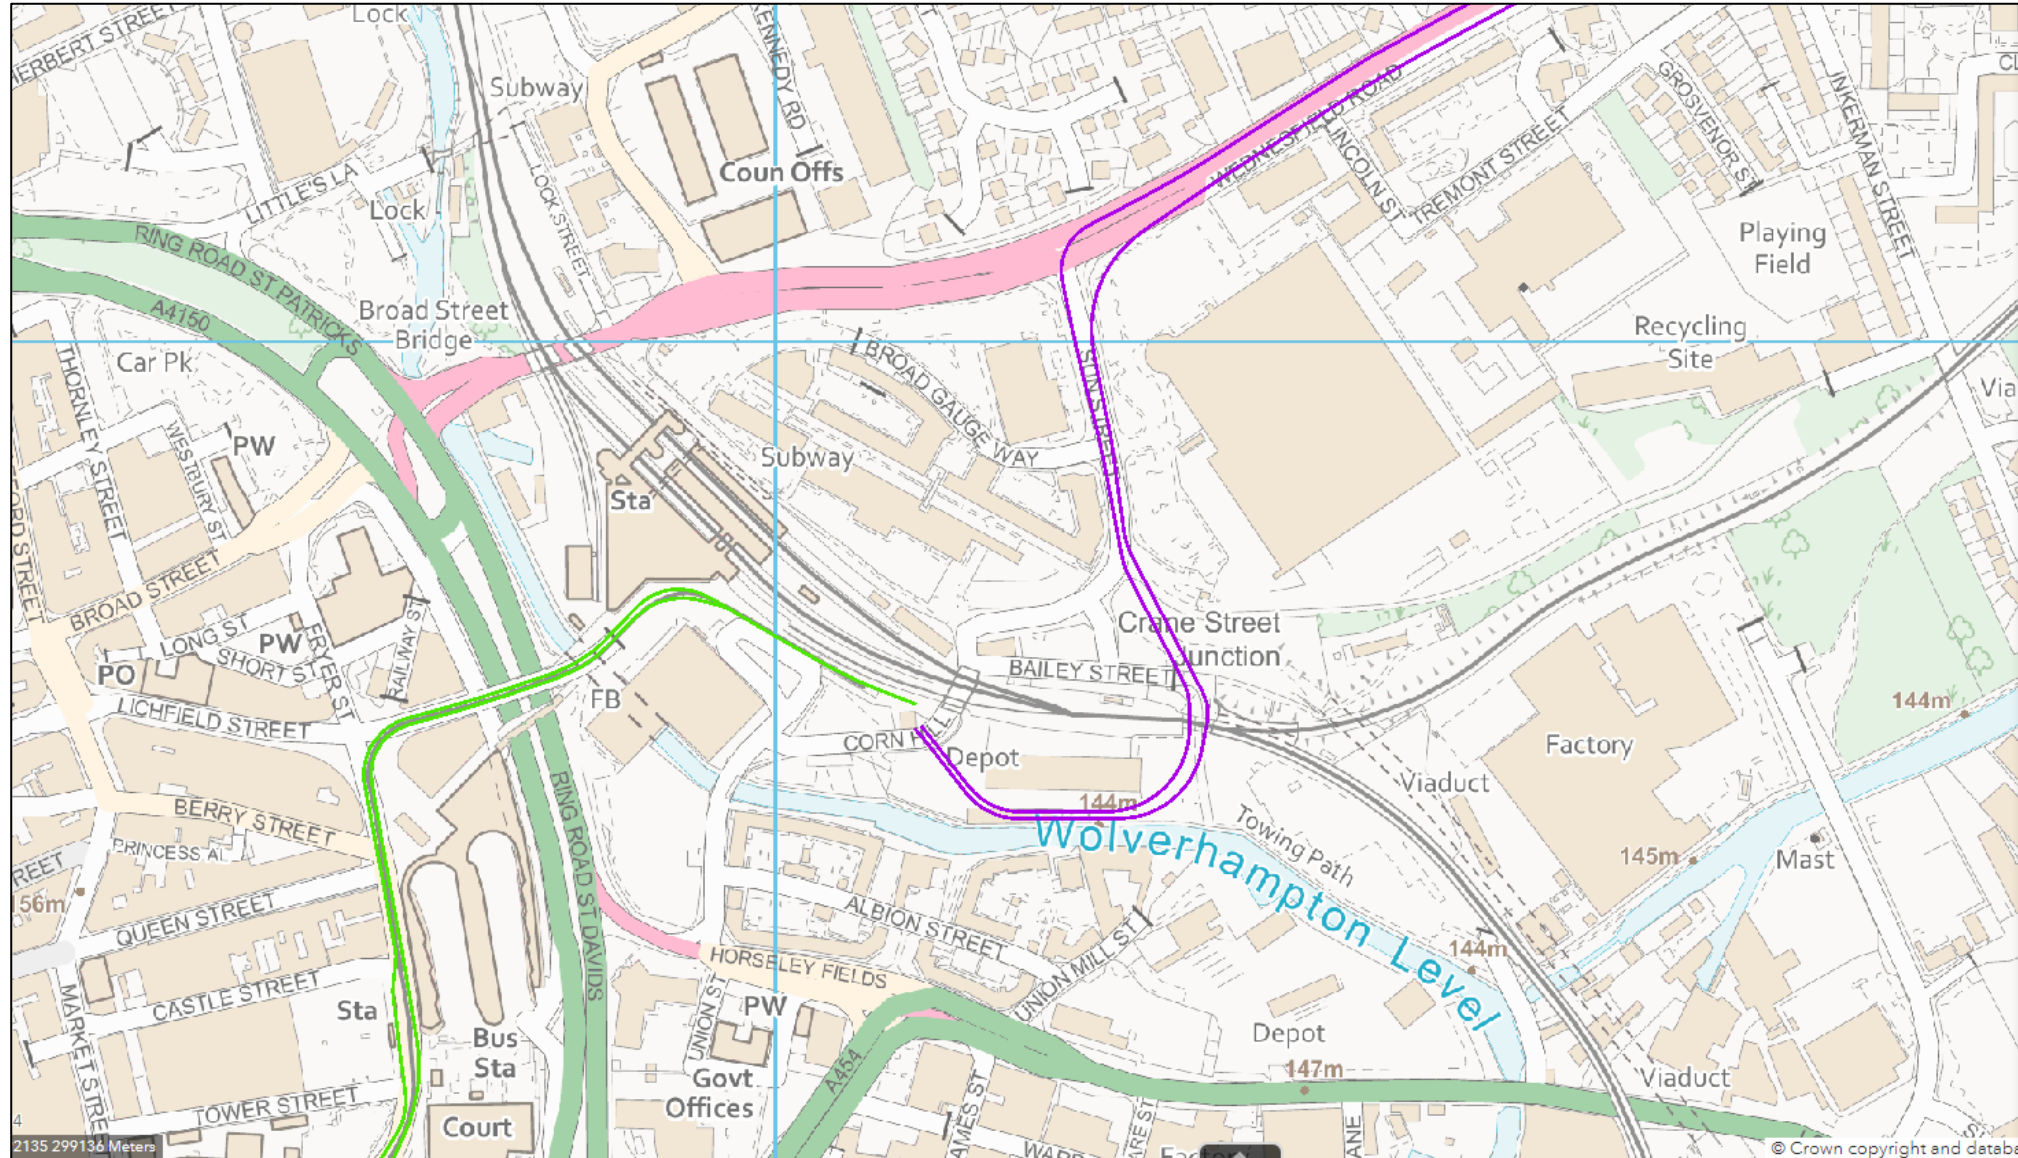 Lock
HERBERT STREET
KENNEDY RD
Subway
Coun Offs
LITTLE'S LA
LOCK STREET
Lock
WEDNESFIELD ROAD
LINCOLN ST
TREMONT STREET
GROSVENOR ST
INKERMAN STREET
Playing
Field
RING ROAD ST PATRICKS
A4150
Broad Street
Bridge
Car Pk
THORNLEY STREET
BROAD GAUGE WAY
Recycling
Site
WESTBURY ST
PW
Subway
Sta
BROAD STREET
LONG ST
SHORT ST
PW
FRYER ST
RAILWAY ST
PO
LICHFIELD STREET
FB
Crane Street
Junction
BAILEY STREET
144m
CORN HILL
Depot
Factory
Viaduct
BERRY STREET
RING ROAD ST DAVIDS
144m
Wolverhampton Level
Towing Path
145m
Mast
156m
QUEEN STREET
ALBION STREET
UNION MILL ST
HORSELEY FIELDS
144m
CASTLE STREET
MARKET STREET
Sta
UNION ST
PW
Bus
Sta
Depot
A454
147m
Viaduct
Govt
Offices
TOWER STREET
Court
2135 299136 Meters
© Crown copyright and databa